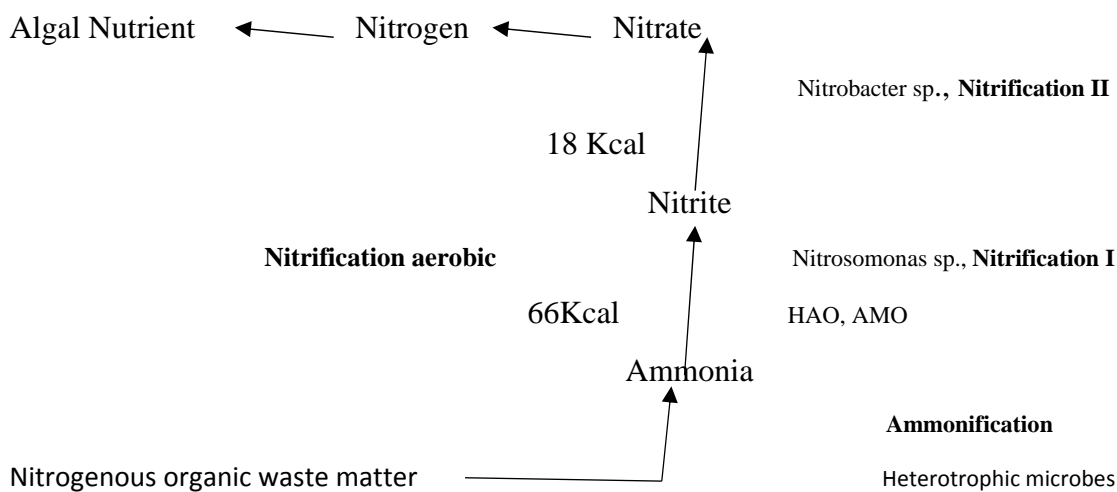 Algal Nutrient Nitrogen Nitrate
Nitrobacter sp., Nitrification II
18 Kcal
Nitrite
Nitrification aerobic Nitrosomonas sp., Nitrification I
66Kcal HAO, AMO
Ammonia
Ammonification
Nitrogenous organic waste matter Heterotrophic microbes